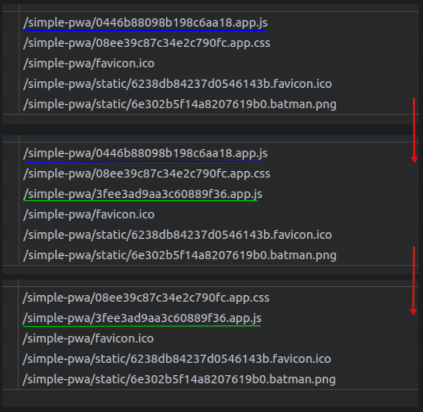 /simple-pwa/0446b88098b198c6aa18.app.js
/simple-pwa/08ee39c87c34e2c790fc.app.css
/simple-pwa/favicon.ico
/simple-pwa/static/6238db84237d0546143b.favicon.ico
/simple-pwa/static/6e302b5f14a8207619b0.batman.png
/simple-pwa/0446b88098b198c6aa18.app.js
/simple-pwa/08ee39c87c34e2c790fc.app.css
/simple-pwa/3fee3ad9aa3c60889f36.app.js
/simple-pwa/favicon.ico
/simple-pwa/static/6238db84237d0546143b.favicon.ico
/simple-pwa/static/6e302b5f14a8207619b0.batman.png
/simple-pwa/08ee39c87c34e2c790fc.app.css
/simple-pwa/3fee3ad9aa3c60889f36.app.js
/simple-pwa/favicon.ico
/simple-pwa/static/6238db84237d0546143b.favicon.ico
/simple-pwa/static/6e302b5f14a8207619b0.batman.png